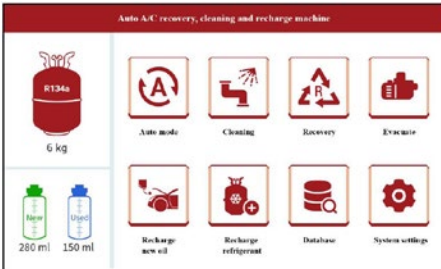 Auto A/C recovery, cleaning and recharge machine
R134a
6 kg
New
280 ml
Used
150 ml
A
Auto mode
Cleaning
R
Recovery
Evacuate
Recharge
new oil
Recharge
refrigerant
Database
System settings